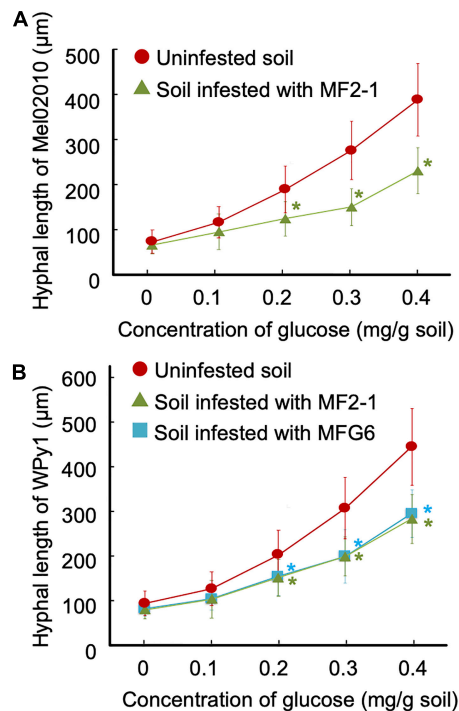 A
Hyphal length of Mel02010 (µm)
500
400
300
200
100
0
Uninfested soil
Soil infested with MF2-1
*
*
*
0 0.1 0.2 0.3 0.4
Concentration of glucose (mg/g soil)
B
Hyphal length of WPy1 (µm)
600
500
400
300
200
100
0
Uninfested soil
Soil infested with MF2-1
Soil infested with MFG6
*
*
*
*
*
*
0 0.1 0.2 0.3 0.4
Concentration of glucose (mg/g soil)